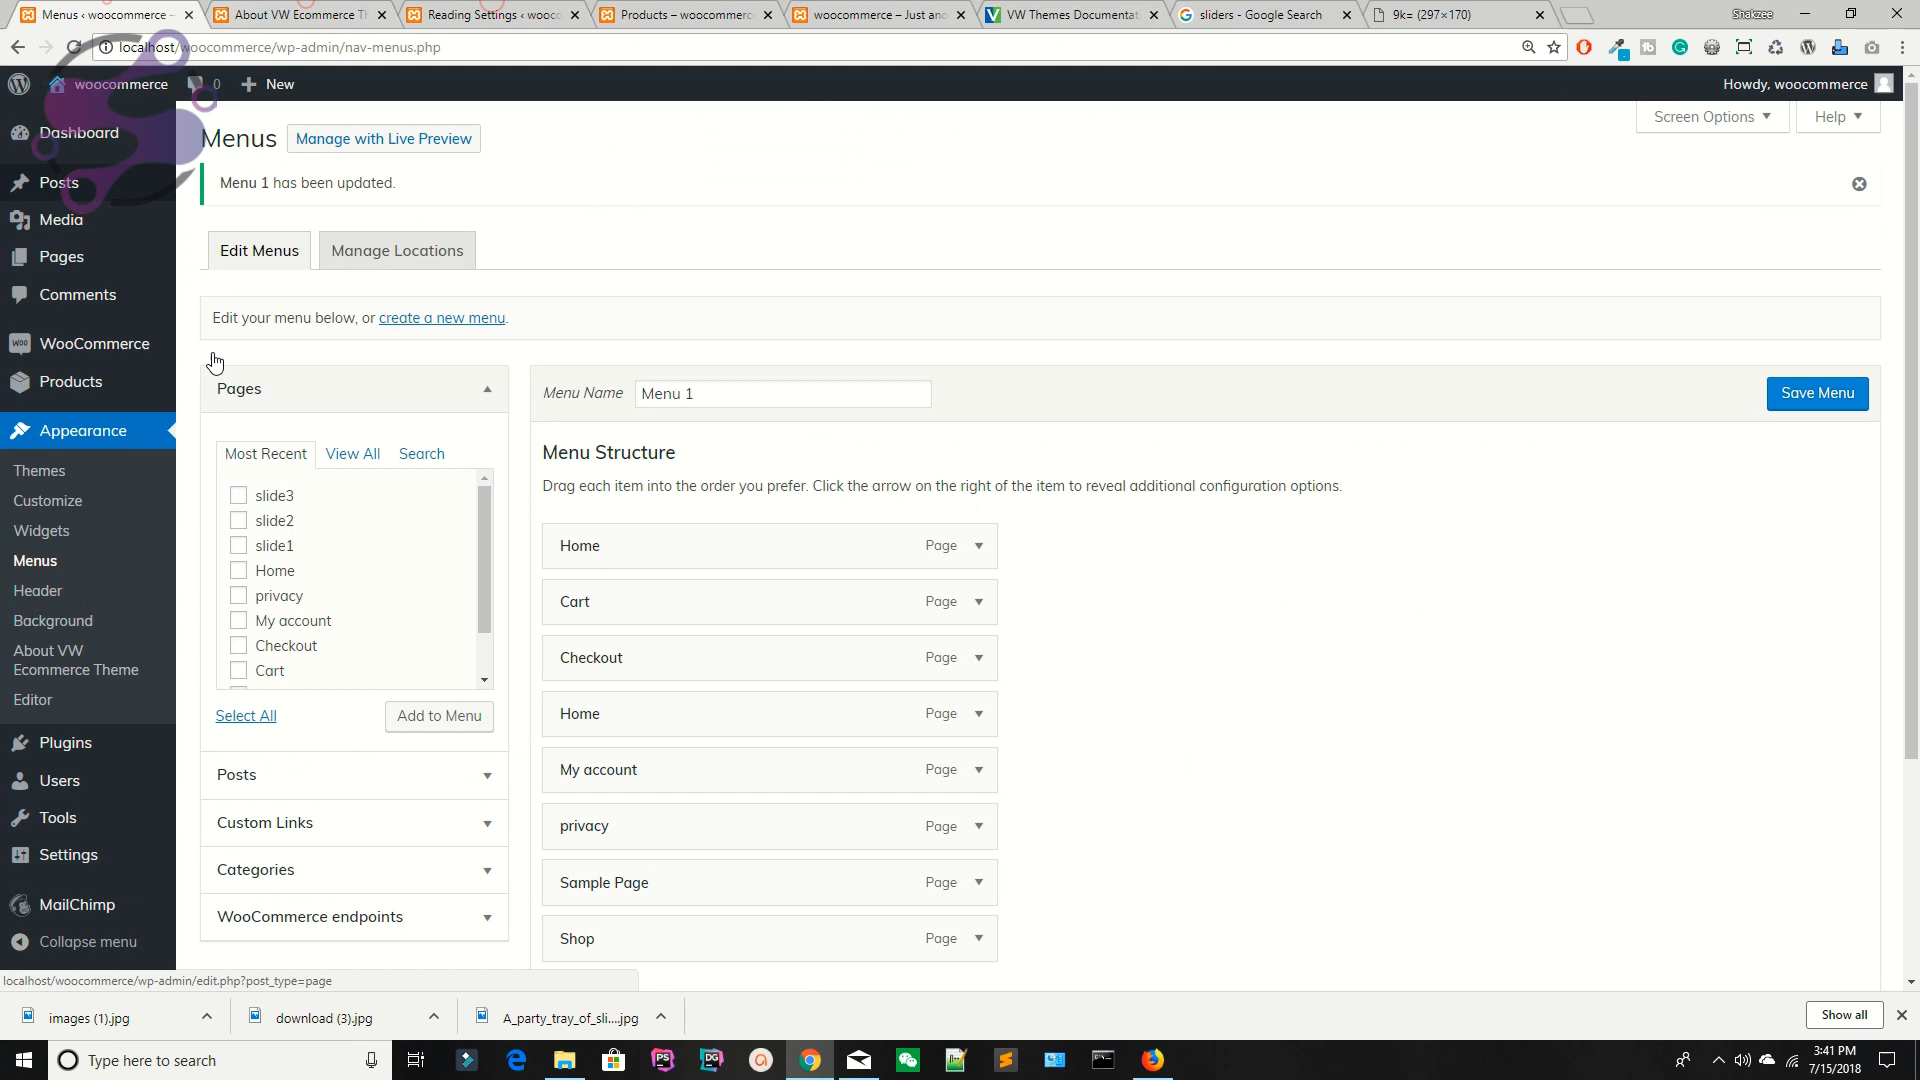 Menus ‹ woocommerce –
About VW Ecommerce Th
Reading Settings ‹ wooco
Products – woocommerce
woocommerce – Just ano
VW Themes Documentat
sliders - Google Search
9k= (297×170)
Shakzee
localhost/woocommerce/wp-admin/nav-menus.php
woocommerce
0
New
Howdy, woocommerce
Dashboard
Posts
Media
Pages
Comments
WooCommerce
Products
Appearance
Themes
Customize
Widgets
Menus
Header
Background
About VW
Ecommerce Theme
Editor
Plugins
Users
Tools
Settings
MailChimp
Collapse menu
Menus
Manage with Live Preview
Screen Options
Help
Menu 1 has been updated.
Edit Menus
Manage Locations
Edit your menu below, or create a new menu.
Pages
Most Recent
View All
Search
slide3
slide2
slide1
Home
privacy
My account
Checkout
Cart
Select All
Add to Menu
Posts
Custom Links
Categories
WooCommerce endpoints
Menu Name
Menu 1
Save Menu
Menu Structure
Drag each item into the order you prefer. Click the arrow on the right of the item to reveal additional configuration options.
Home Page
Cart Page
Checkout Page
Home Page
My account Page
privacy Page
Sample Page Page
Shop Page
localhost/woocommerce/wp-admin/edit.php?post_type=page
images (1).jpg
download (3).jpg
A_party_tray_of_sli....jpg
Show all
Type here to search
3:41 PM
7/15/2018